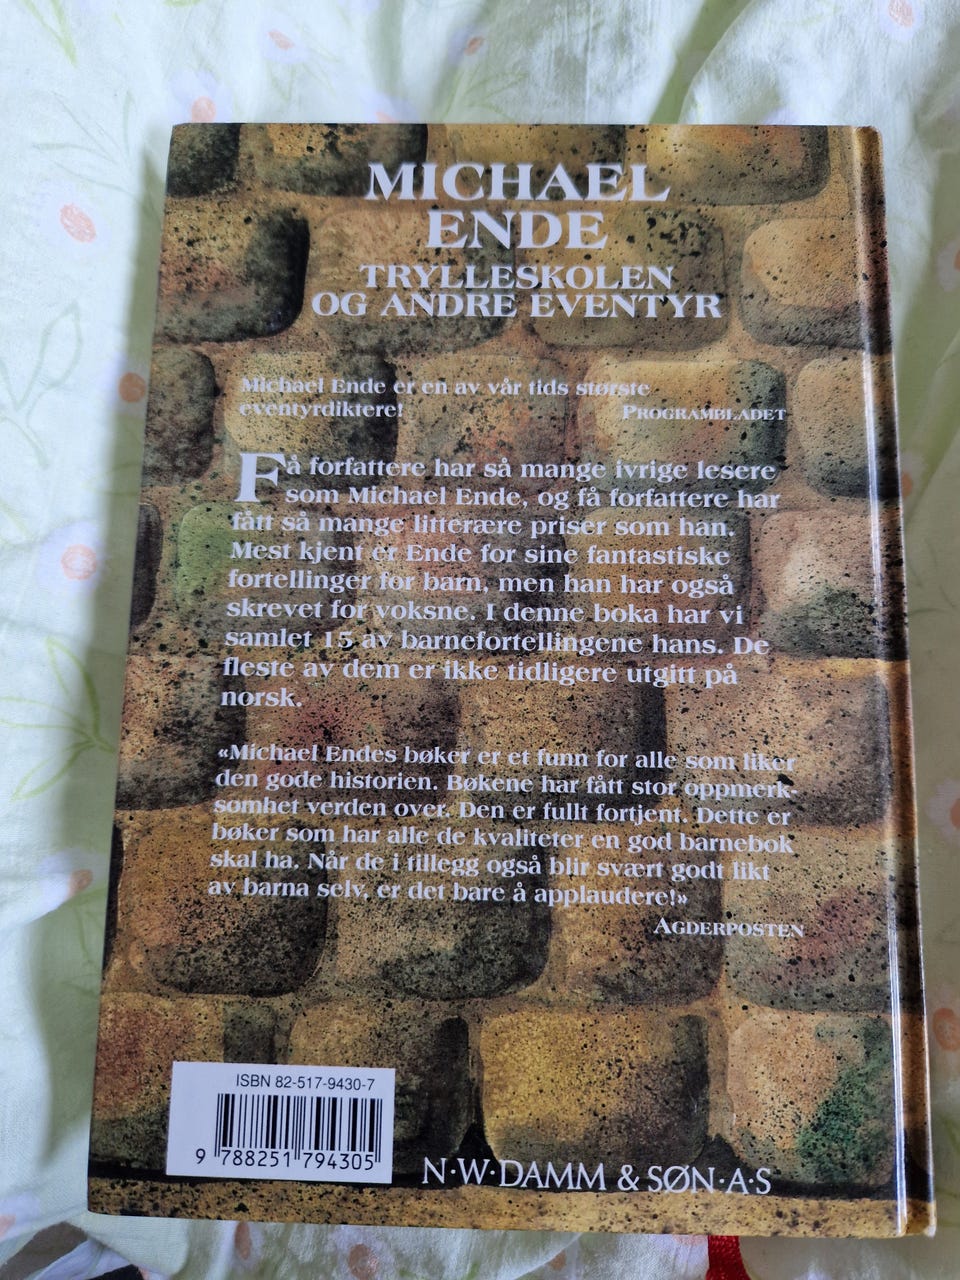 MICHAEL
ENDE
TRYLLESKOLEN
OG ANDRE EVENTYR
Michael Ende er en av vår tids største
eventyrdiktere!
PROGRAMBLADET
Få forfattere har så mange ivrige lesere
som Michael Ende, og få forfattere har
fått så mange litterære priser som han.
Mest kjent er Ende for sine fantastiske
fortellinger for barn, men han har også
skrevet for voksne. I denne boka har vi
samlet 15 av barnefortellingene hans. De
fleste av dem er ikke tidligere utgitt på
norsk.
«Michael Endes bøker er et funn for alle som liker
den gode historien. Bøkene har fått stor oppmerk-
somhet verden over. Den er fullt fortjent. Dette er
bøker som har alle de kvaliteter en god barnebok
skal ha. Når de i tillegg også blir svært godt likt
av barna selv, er det bare å applaudere!»
AGDERPOSTEN
ISBN 82-517-9430-7
9 788251 794305
N·W·DAMM & SØN·A·S